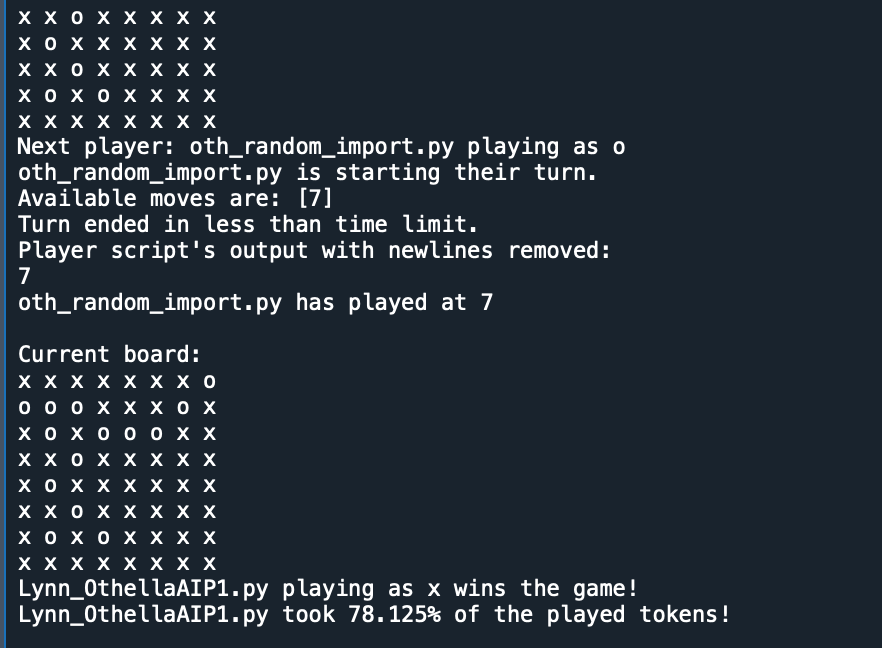 x x o x x x x x
x o x x x x x x
x x o x x x x x
x o x o x x x x
x x x x x x x x
Next player: oth_random_import.py playing as o
oth_random_import.py is starting their turn.
Available moves are: [7]
Turn ended in less than time limit.
Player script's output with newlines removed:
7
oth_random_import.py has played at 7

Current board:
x x x x x x x o
o o o x x x o x
x o x o o o x x
x x o x x x x x
x o x x x x x x
x x o x x x x x
x o x o x x x x
x x x x x x x x
Lynn_OthellaAIP1.py playing as x wins the game!
Lynn_OthellaAIP1.py took 78.125% of the played tokens!